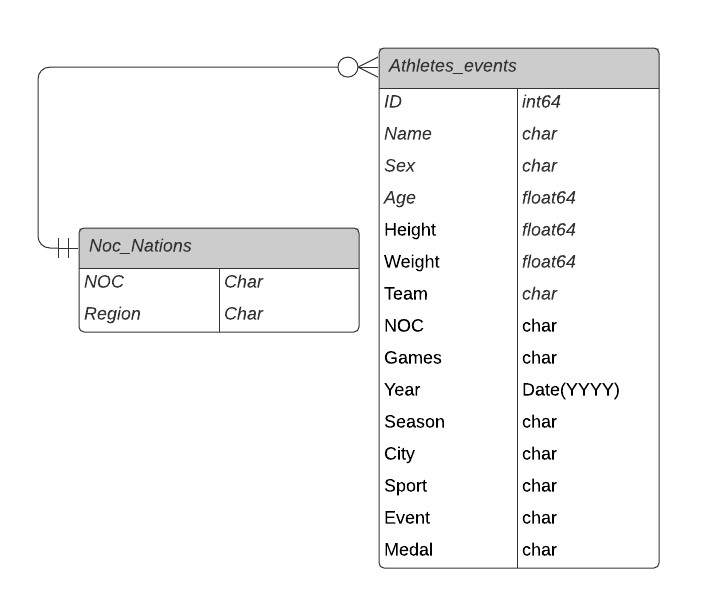 Athletes_events
ID int64
Name char
Sex char
Age float64
Height float64
Weight float64
Team char
NOC char
Games char
Year Date(YYYY)
Season char
City char
Sport char
Event char
Medal char
Noc_Nations
NOC Char
Region Char